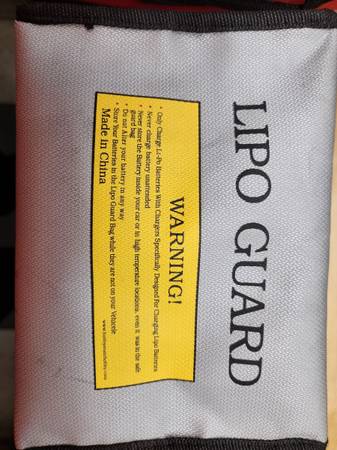 LIPO GUARD
WARNING!
• Only Charge Li-Po Batteries With Chargers Specifically Designed For Charging Lipo Batteries
• Never charge battery unattended
• Never store the Battery inside your car or in high temperature locations, even it was in the safe
guard bag
• Do not Alter your battery in any way
• Sure Your Batteries in the Lipo Guard Bag while they are not on your Vehicele
Made in China